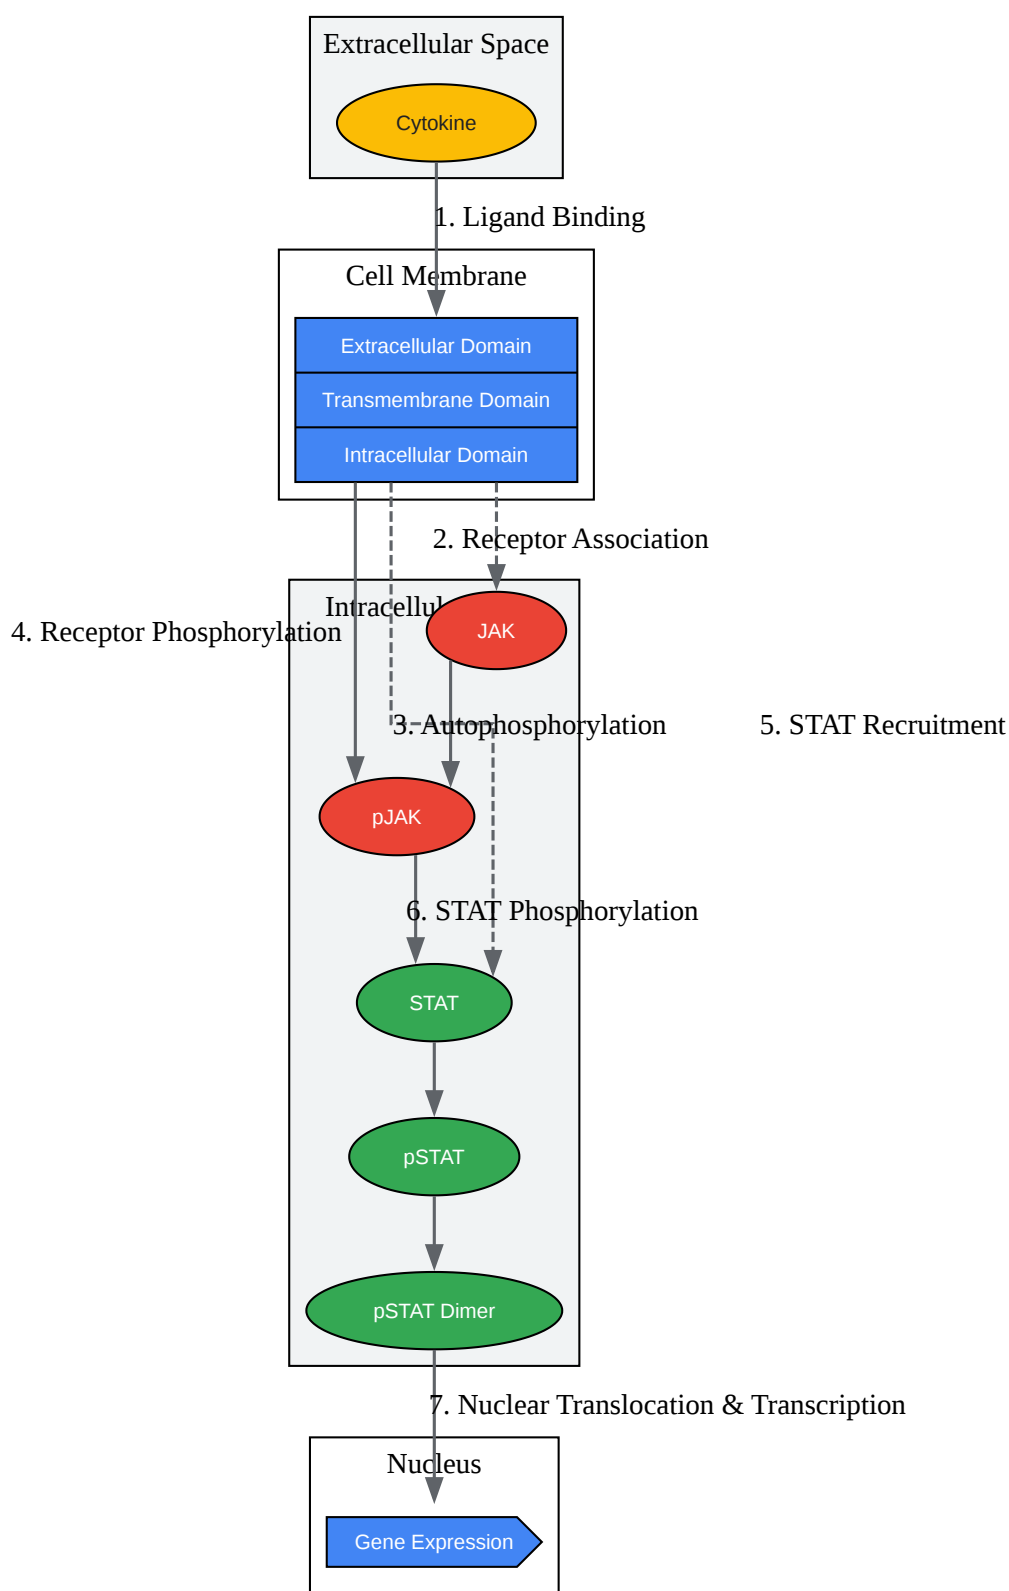 Extracellular Space
Cytokine
1. Ligand Binding
Cell Membrane
Extracellular Domain
Transmembrane Domain
Intracellular Domain
2. Receptor Association
JAK
4. Receptor Phosphorylation
3. Autophosphorylation
5. STAT Recruitment
pJAK
6. STAT Phosphorylation
STAT
pSTAT
pSTAT Dimer
7. Nuclear Translocation & Transcription
Nucleus
Gene Expression